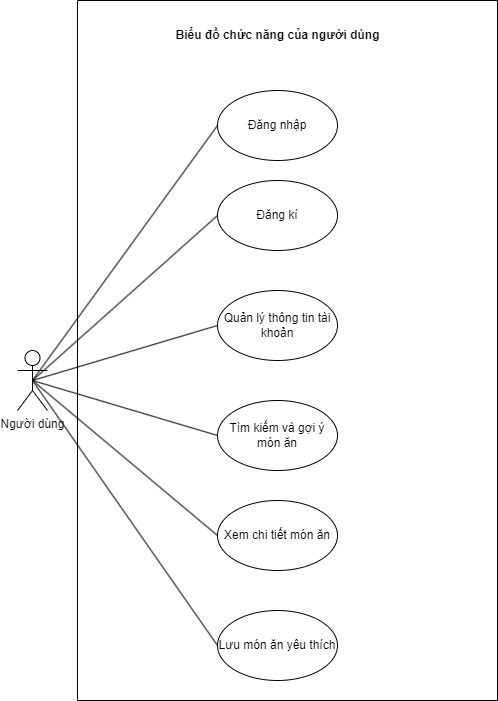 Biểu đồ chức năng của người dùng
Đăng nhập
Đăng kí
Quản lý thông tin tài
khoản
Người dùng
Tìm kiếm và gợi ý
món ăn
Xem chi tiết món ăn
Lưu món ăn yêu thích